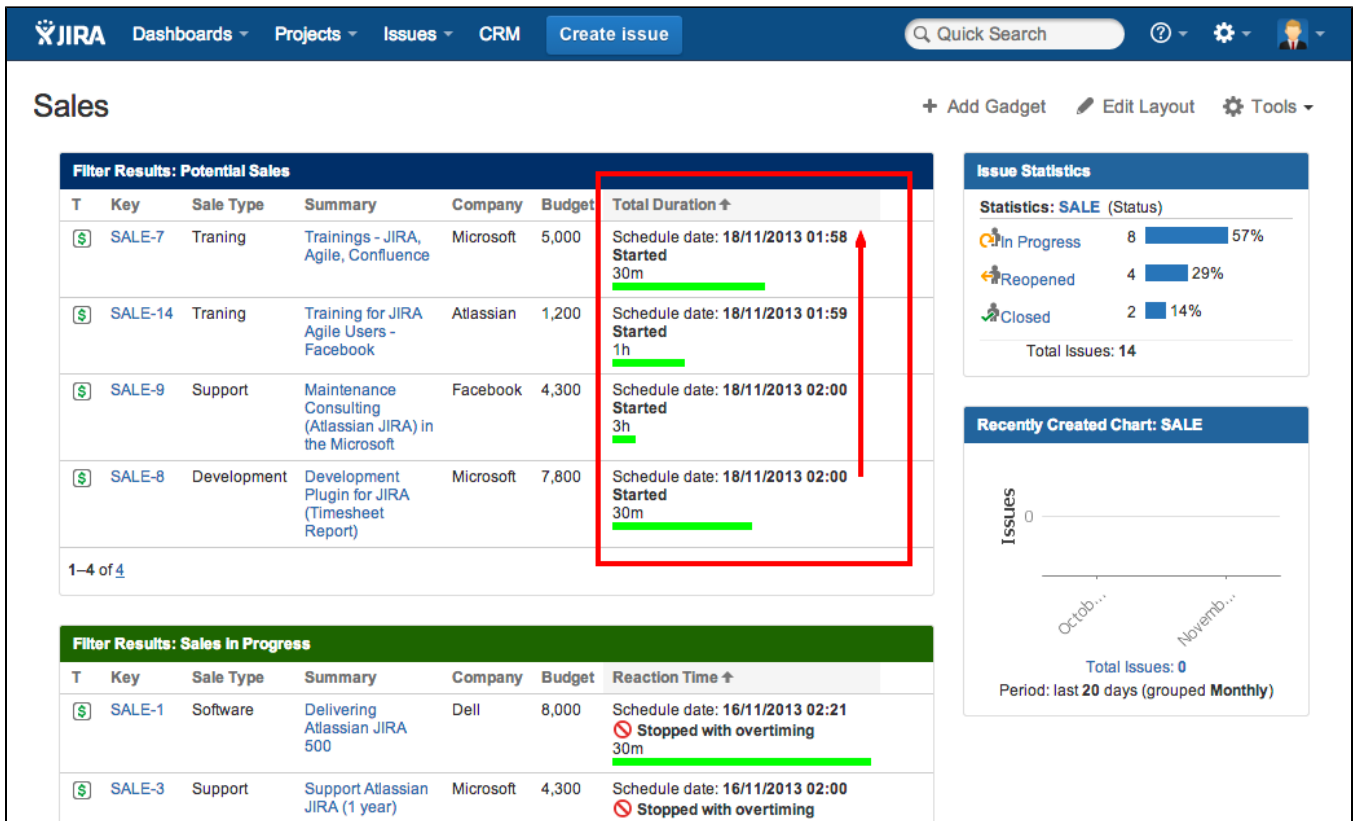 JIRA Dashboards Projects Issues CRM Create issue Quick Search
Sales
Add Gadget Edit Layout Tools
Filter Results: Potential Sales
T Key Sale Type Summary Company Budget Total Duration
SALE-7 Traning Trainings - JIRA, Microsoft 5,000 Schedule date: 18/11/2013 01:58
Agile, Confluence Started
30m
SALE-14 Traning Training for JIRA Atlassian 1,200 Schedule date: 18/11/2013 01:59
Agile Users - Started
Facebook 1h
SALE-9 Support Maintenance Facebook 4,300 Schedule date: 18/11/2013 02:00
Consulting Started
(Atlassian JIRA) in 3h
the Microsoft
SALE-8 Development Development Microsoft 7,800 Schedule date: 18/11/2013 02:00
Plugin for JIRA Started
(Timesheet 30m
Report)
1–4 of 4
Filter Results: Sales In Progress
T Key Sale Type Summary Company Budget Reaction Time
SALE-1 Software Delivering Dell 8,000 Schedule date: 16/11/2013 02:21
Atlassian JIRA Stopped with overtiming
500 30m
SALE-3 Support Support Atlassian Microsoft 4,300 Schedule date: 16/11/2013 02:00
JIRA (1 year) Stopped with overtiming
Issue Statistics
Statistics: SALE (Status)
In Progress 8 57%
Reopened 4 29%
Closed 2 14%
Total Issues: 14
Recently Created Chart: SALE
Issues
0
Octob... Novemb...
Total Issues: 0
Period: last 20 days (grouped Monthly)